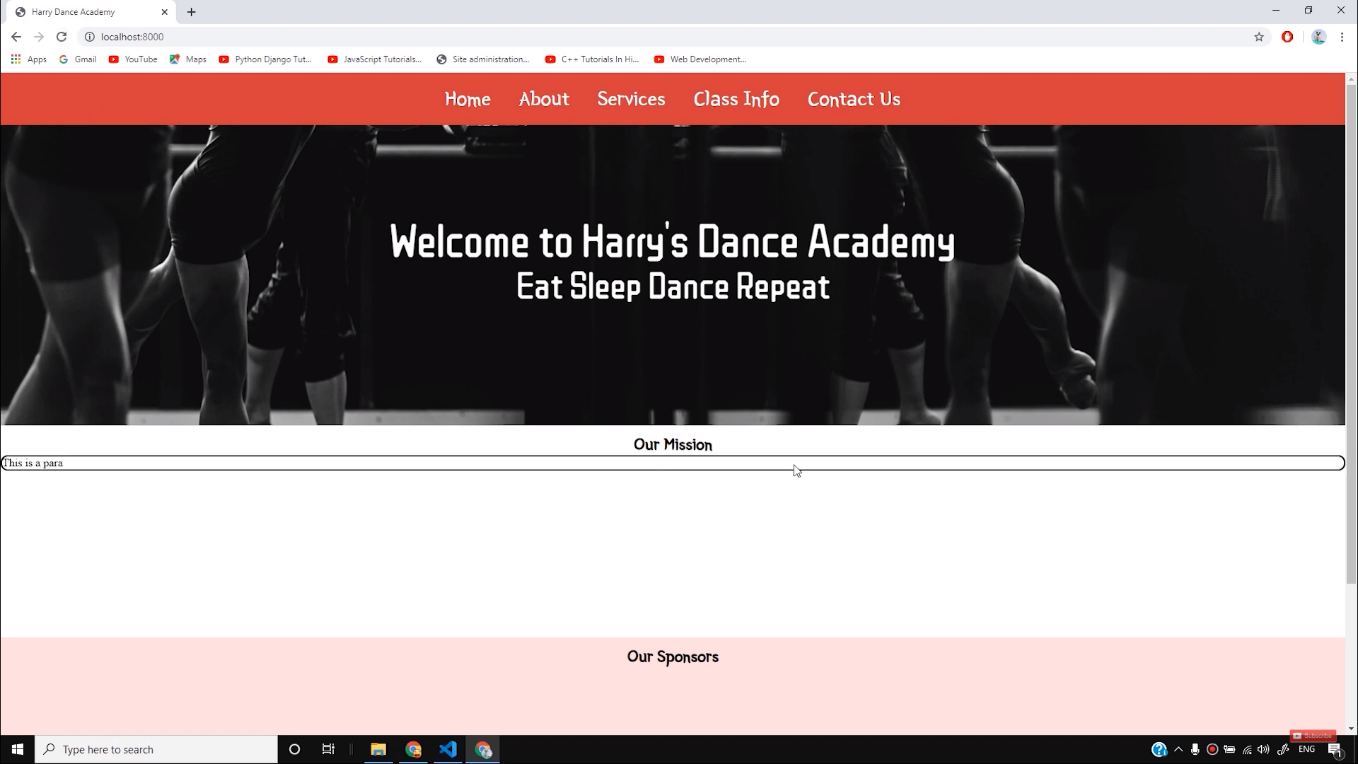 Harry Dance Academy
localhost:8000
Apps Gmail YouTube Maps Python Django Tut... JavaScript Tutorials... Site administration... C++ Tutorials In Hi... Web Development...
Home About Services Class Info Contact Us
Welcome to Harry's Dance Academy
Eat Sleep Dance Repeat
Our Mission
This is a para
Our Sponsors
Subscribe
Type here to search
ENG
1